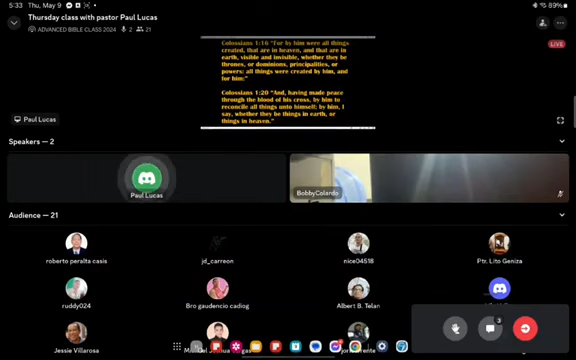 5:33 Thu, May 9
89%
Thursday class with pastor Paul Lucas
ADVANCED BIBLE CLASS 2024 2 21
LIVE
Colossians 1:16 "for by him were all things
created, that are in heaven, and that are in
earth, visible and invisible, whether they be
thrones, or dominions, principalities, or
powers: all things were created by him, and
for him:"
Colossians 1:20 "And, having made peace
through the blood of his cross, by him to
reconcile all things unto himself; by him, I
say, whether they be things in earth, or
things in heaven."
Paul Lucas
Speakers – 2
Paul Lucas
BobbyColardo
Audience – 21
roberto peralta casis
jd_carreon
nice04518
Ptr. Lito Geniza
ruddy024
Bro gaudencio cadiog
Albert B. Telan
3
Jessie Villarosa